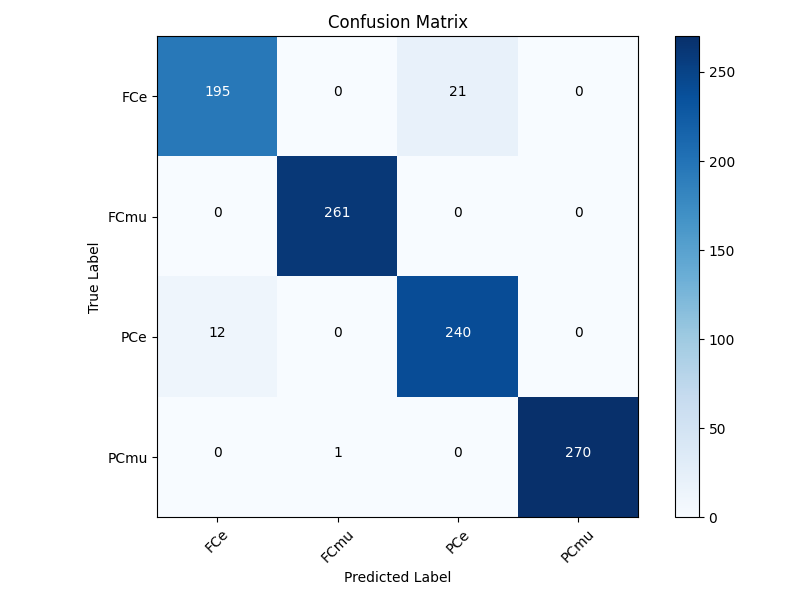 Confusion Matrix
FCe 195 0 21 0
FCmu 0 261 0 0
PCe 12 0 240 0
PCmu 0 1 0 270
FCe FCmu PCe PCmu
Predicted Label
True Label
250
200
150
100
50
0